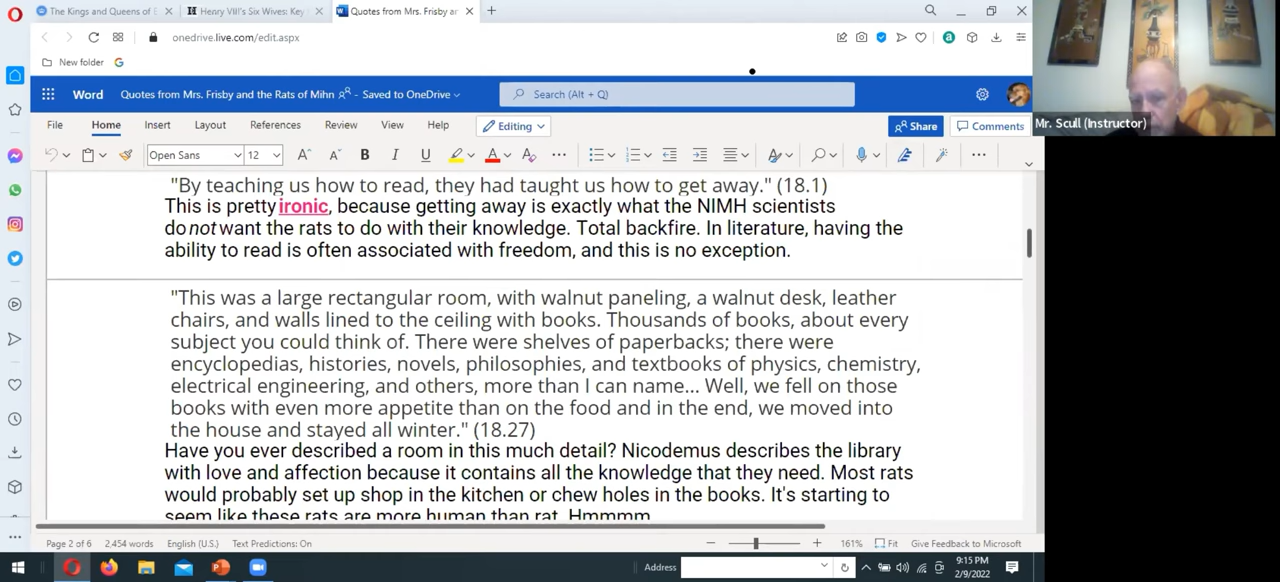 The Kings and Queens of E
Henry VIII's Six Wives: Key
Quotes from Mrs. Frisby ar
onedrive.live.com/edit.aspx
New folder
Word
Quotes from Mrs. Frisby and the Rats of Mihn - Saved to OneDrive
Search (Alt + Q)
Mr. Scull (Instructor)
File Home Insert Layout References Review View Help Editing Share Comments
Open Sans 12
"By teaching us how to read, they had taught us how to get away." (18.1)
This is pretty ironic, because getting away is exactly what the NIMH scientists
do not want the rats to do with their knowledge. Total backfire. In literature, having the
ability to read is often associated with freedom, and this is no exception.
"This was a large rectangular room, with walnut paneling, a walnut desk, leather
chairs, and walls lined to the ceiling with books. Thousands of books, about every
subject you could think of. There were shelves of paperbacks; there were
encyclopedias, histories, novels, philosophies, and textbooks of physics, chemistry,
electrical engineering, and others, more than I can name... Well, we fell on those
books with even more appetite than on the food and in the end, we moved into
the house and stayed all winter." (18.27)
Have you ever described a room in this much detail? Nicodemus describes the library
with love and affection because it contains all the knowledge that they need. Most rats
would probably set up shop in the kitchen or chew holes in the books. It's starting to
seem like these rats are more human than rat. Hmmmm.
Page 2 of 6 2,454 words English (U.S.) Text Predictions: On 161% Fit Give Feedback to Microsoft
Address
9:15 PM
2/9/2022